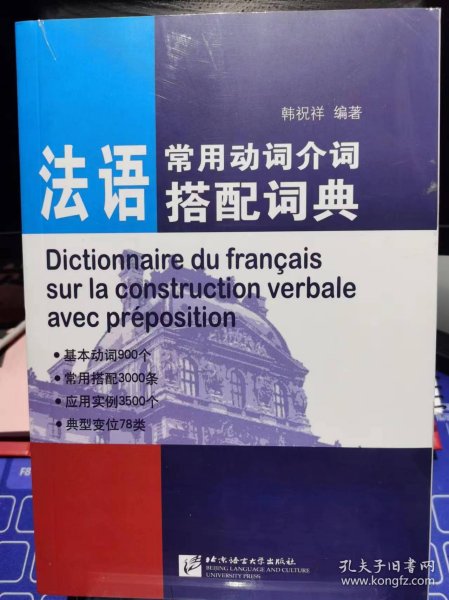 韩祝祥 编著
法语
常用动词介词
搭配词典
Dictionnaire du français
sur la construction verbale
avec préposition
• 基本动词900个
• 常用搭配3000条
• 应用实例3500个
• 典型变位78类
北京语言大学出版社
BEIJING LANGUAGE AND CULTURE
UNIVERSITY PRESS
孔夫子旧书网
www.kongfz.com